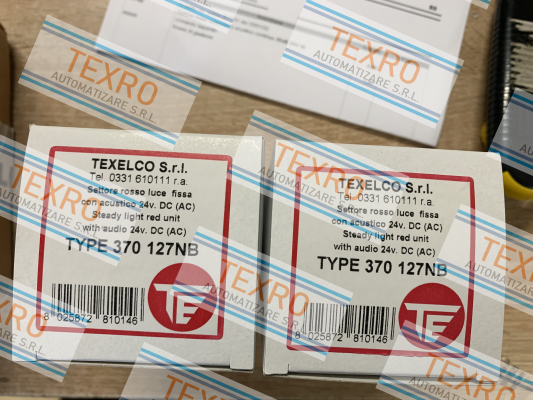 TEXRO
AUTOMATIZARE S.R.L.
TEXELCO S.r.l.
Tel. 0331 610111 r.a.
Settore rosso luce fissa
con acustico 24v. DC (AC)
Steady light red unit
with audio 24v. DC (AC)
TYPE 370 127NB
8 025872 810146
TE
TEXELCO S.r.l.
Tel. 0331 610111 r.a.
Settore rosso luce fissa
con acustico 24v. DC (AC)
Steady light red unit
with audio 24v. DC (AC)
TYPE 370 127NB
8 025872 810146
TE